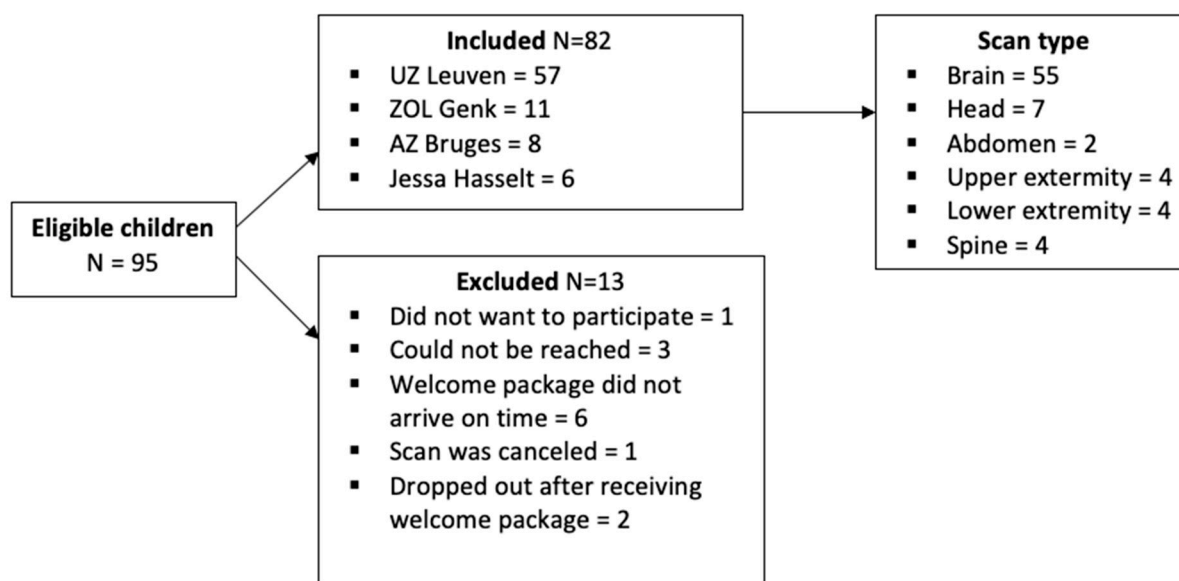 Eligible children
N = 95
Included N=82
▪ UZ Leuven = 57
▪ ZOL Genk = 11
▪ AZ Bruges = 8
▪ Jessa Hasselt = 6
Excluded N=13
▪ Did not want to participate = 1
▪ Could not be reached = 3
▪ Welcome package did
arrive on time = 6
▪ Scan was canceled = 1
▪ Dropped out after receiving
welcome package = 2
Scan type
▪ Brain = 55
▪ Head = 7
▪ Abdomen = 2
▪ Upper extermity = 4
▪ Lower extremity = 4
▪ Spine = 4